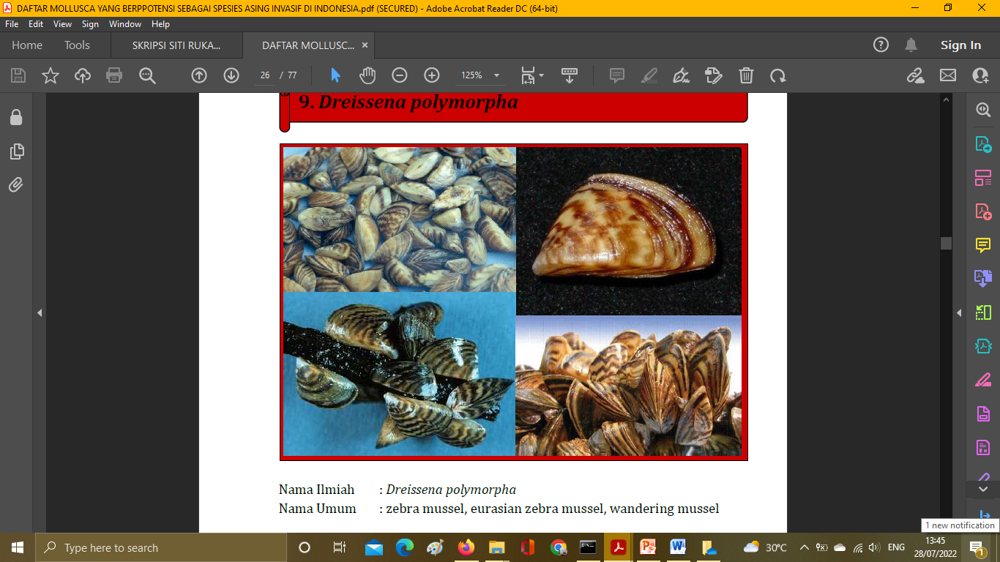 DAFTAR MOLLUSCA YANG BERPPOTENSI SEBAGAI SPESIES ASING INVASIF DI INDONESIA.pdf (SECURED) - Adobe Acrobat Reader DC (64-bit)
File Edit View Sign Window Help
Home Tools SKRIPSI SITI RUKA... DAFTAR MOLLUSC... × Sign In
26 / 77 125%
9. Dreissena polymorpha
Nama Ilmiah : Dreissena polymorpha
Nama Umum : zebra mussel, eurasian zebra mussel, wandering mussel
1 new notification
Type here to search 30°C ENG 13:45
28/07/2022 1